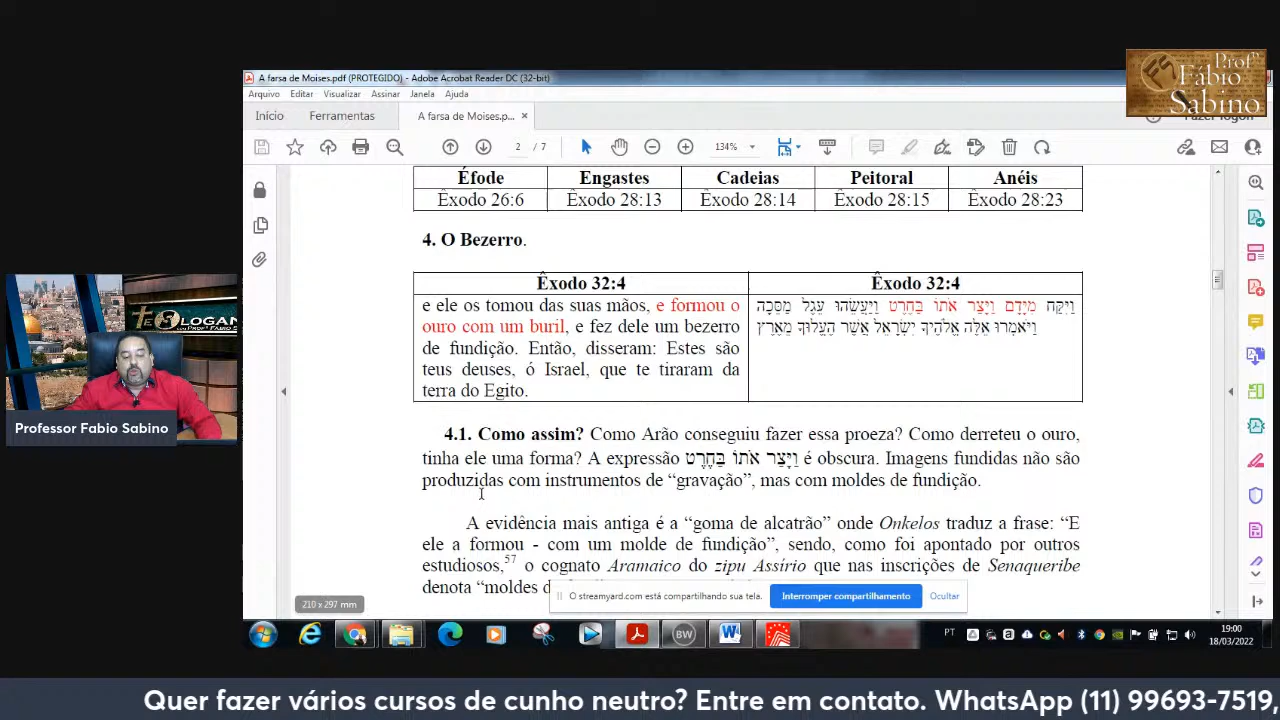 Profº
Fábio
Sabino
A farsa de Moises.pdf (PROTEGIDO) - Adobe Acrobat Reader DC (32-bit)
Arquivo Editar Visualizar Assinar Janela Ajuda
Início Ferramentas A farsa de Moises.p... ×
2 / 7 134%
Éfode Engastes Cadeias Peitoral Anéis
Êxodo 26:6 Êxodo 28:13 Êxodo 28:14 Êxodo 28:15 Êxodo 28:23
4. O Bezerro.
Êxodo 32:4 Êxodo 32:4
e ele os tomou das suas mãos, e formou o
ouro com um buril, e fez dele um bezerro
de fundição. Então, disseram: Estes são
teus deuses, ó Israel, que te tiraram da
terra do Egito.
וַיִּקַּח מִיָּדָם וַיָּצַר אֹתוֹ בַּחֶרֶט וַיַּעֲשֵׂהוּ עֵגֶל מַסֵּכָה
וַיֹּאמְרוּ אֵלֶּה אֱלֹהֶיךָ יִשְׂרָאֵל אֲשֶׁר הֶעֱלוּךָ מֵאֶרֶץ
4.1. Como assim? Como Arão conseguiu fazer essa proeza? Como derreteu o ouro,
tinha ele uma forma? A expressão וַיָּצַר אֹתוֹ בַּחֶרֶט é obscura. Imagens fundidas não são
produzidas com instrumentos de “gravação”, mas com moldes de fundição.
A evidência mais antiga é a “goma de alcatrão” onde Onkelos traduz a frase: “E
ele a formou - com um molde de fundição”, sendo, como foi apontado por outros
estudiosos,57 o cognato Aramaico do zipu Assírio que nas inscrições de Senaqueribe
denota “moldes d
O streamyard.com está compartilhando sua tela. Interromper compartilhamento Ocultar
210 x 297 mm
Professor Fabio Sabino
BW
PT
19:00
18/03/2022
Quer fazer vários cursos de cunho neutro? Entre em contato. WhatsApp (11) 99693-7519,